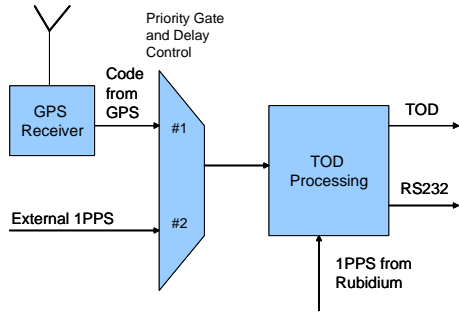 Priority Gate
and Delay
Control
Code
from
GPS
GPS
Receiver
#1
TOD
TOD
Processing
RS232
#2
External 1PPS
1PPS from
Rubidium